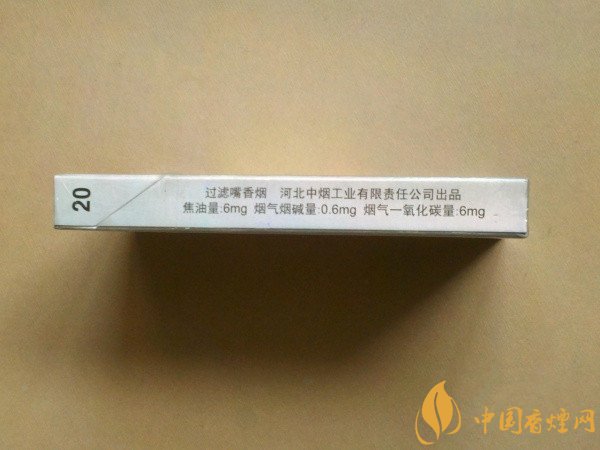 20
过滤嘴香烟 河北中烟工业有限责任公司出品
焦油量:6mg 烟气烟碱量:0.6mg 烟气一氧化碳量:6mg
中国香煙网